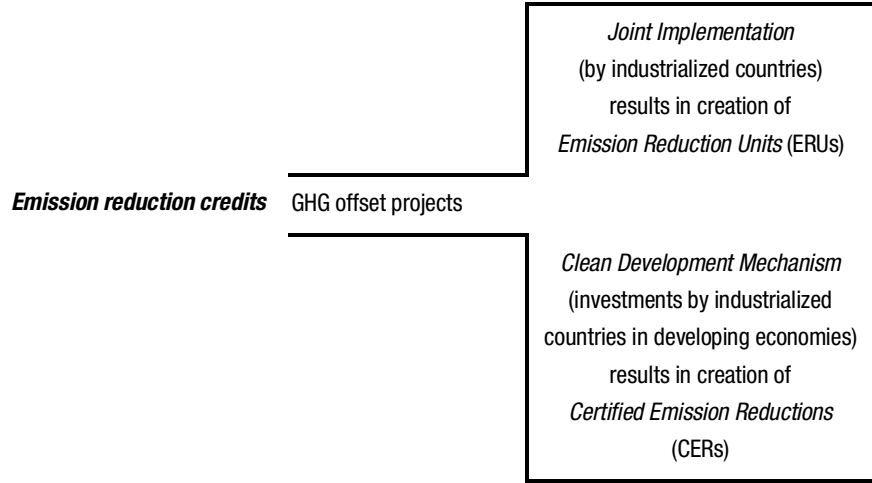 Joint Implementation
(by industrialized countries)
results in creation of
Emission Reduction Units (ERUs)
Emission reduction credits GHG offset projects
Clean Development Mechanism
(investments by industrialized
countries in developing economies)
results in creation of
Certified Emission Reductions
(CERs)